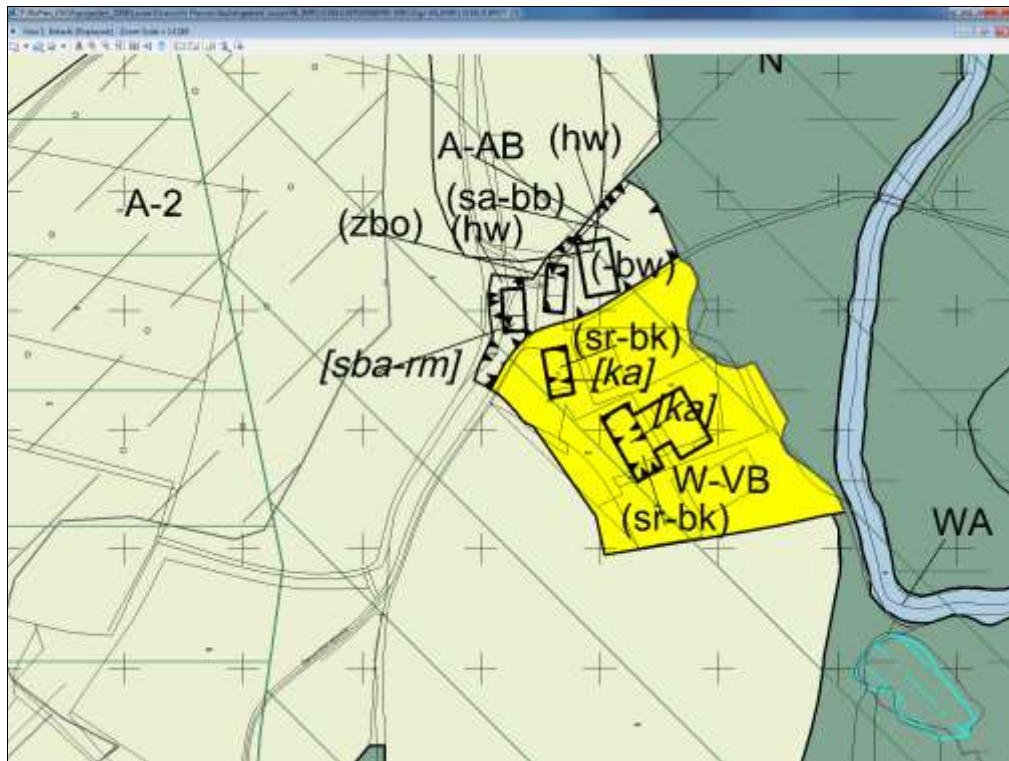 N
A-AB
(hw)
A-2
(sa-bb)
(zbo)
(hw)
(-bw)
(sr-bk)
[sba-rm]
[ka]
[ka]
W-VB
(sr-bk)
WA